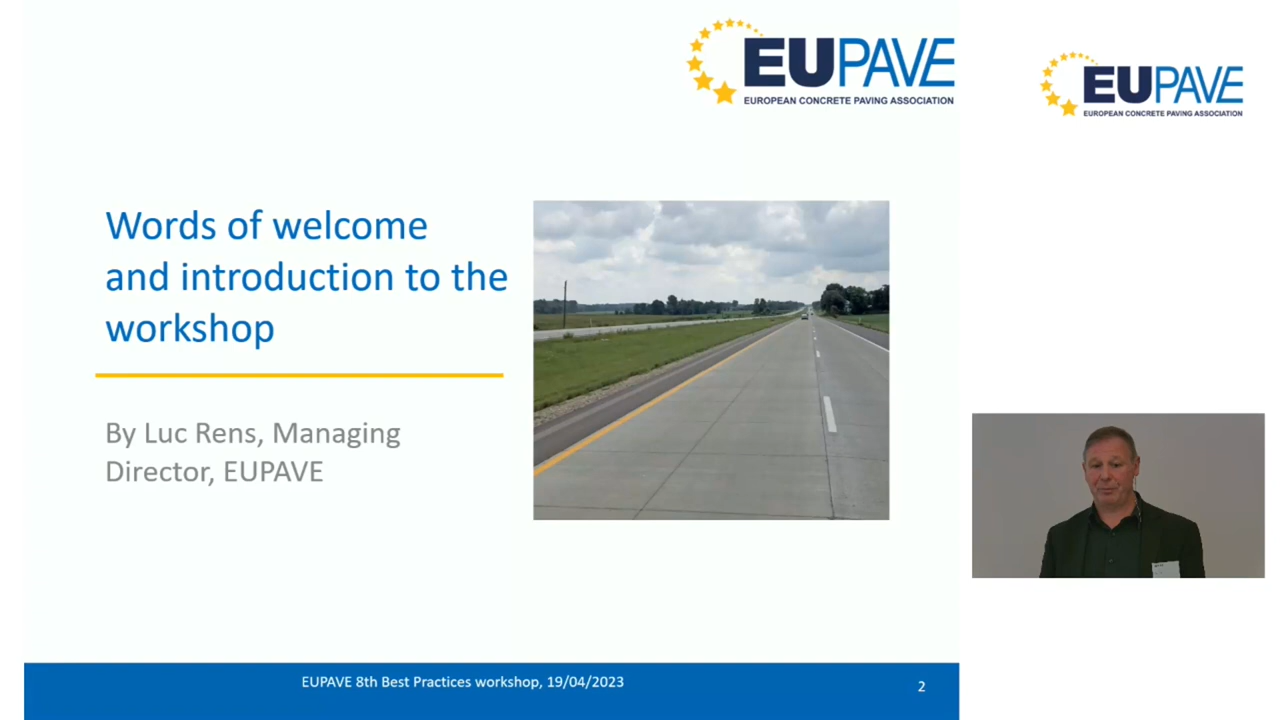 EUPAVE
EUROPEAN CONCRETE PAVING ASSOCIATION
EUPAVE
EUROPEAN CONCRETE PAVING ASSOCIATION
Words of welcome
and introduction to the
workshop
By Luc Rens, Managing
Director, EUPAVE
EUPAVE 8th Best Practices workshop, 19/04/2023
2